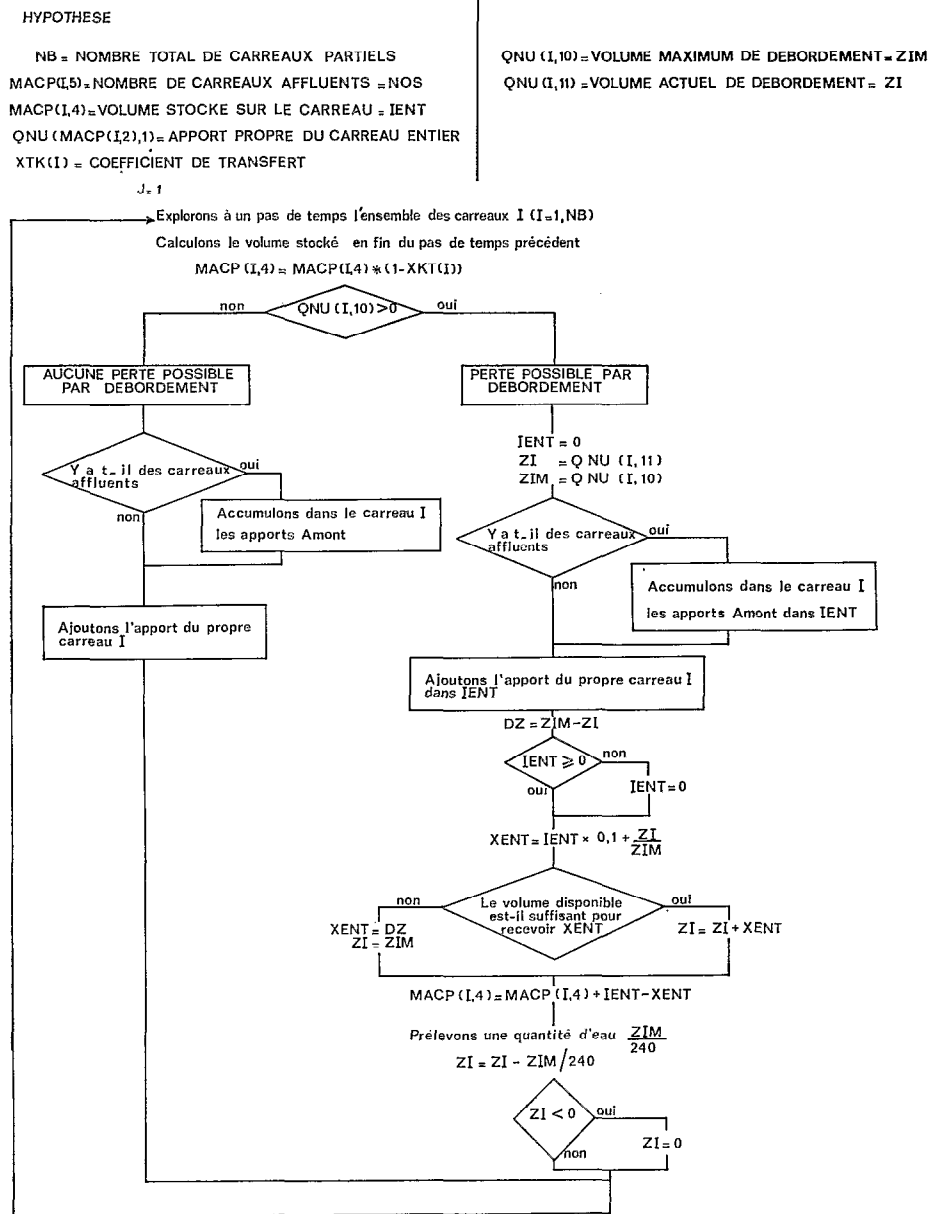 HYPOTHESE
NB = NOMBRE TOTAL DE CARREAUX PARTIELS
MACP(I,5)=NOMBRE DE CARREAUX AFFLUENTS =NOS
MACP(I,4)=VOLUME STOCKE SUR LE CARREAU = IENT
QNU (MACP(I,2),1)= APPORT PROPRE DU CARREAU ENTIER
XTK(I) = COEFFICIENT DE TRANSFERT
QNU (I,10)=VOLUME MAXIMUM DE DEBORDEMENT=ZIM
QNU (I,11) =VOLUME ACTUEL DE DEBORDEMENT= ZI
J=1
Explorons à un pas de temps l'ensemble des carreaux I (I=1,NB)
Calculons le volume stocké en fin du pas de temps précédent
MACP (I,4)= MACP(I,4) *(1-XKT(I))
non
QNU (I,10)>0
oui
AUCUNE PERTE POSSIBLE
PAR DEBORDEMENT
Y a t_ il des carreaux
affluents
oui
non
Accumulons dans le carreau I
les apports Amont
Ajoutons l'apport du propre
carreau I
PERTE POSSIBLE PAR
DEBORDEMENT
IENT = 0
ZI = Q NU (I,11)
ZIM = Q NU (I,10)
Y a t_ il des carreaux
affluents
oui
non
Accumulons dans le carreau I
les apports Amont dans IENT
Ajoutons l'apport du propre carreau I
dans IENT
DZ = ZIM-ZI
IENT ⩾ 0
non
oui
IENT=0
XENT= IENT × 0,1 + ZI
ZIM
non
Le volume disponible
est-il suffisant pour
recevoir XENT
oui
XENT= DZ
ZI = ZIM
ZI= ZI+ XENT
MACP(I,4)=MACP (I,4)+IENT-XENT
Prélevons une quantité d'eau ZIM
240
ZI = ZI - ZIM/240
ZI < 0
oui
non
ZI=0